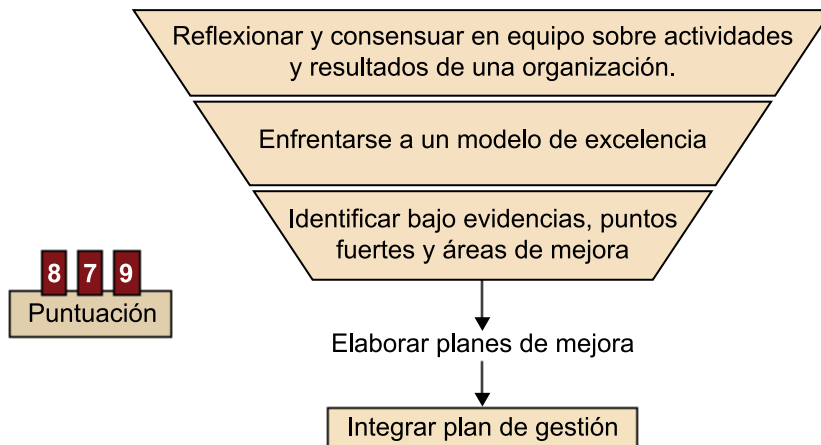 Reflexionar y consensuar en equipo sobre actividades
y resultados de una organización.
Enfrentarse a un modelo de excelencia
Identificar bajo evidencias, puntos
fuertes y áreas de mejora
8 7 9
Puntuación
Elaborar planes de mejora
Integrar plan de gestión